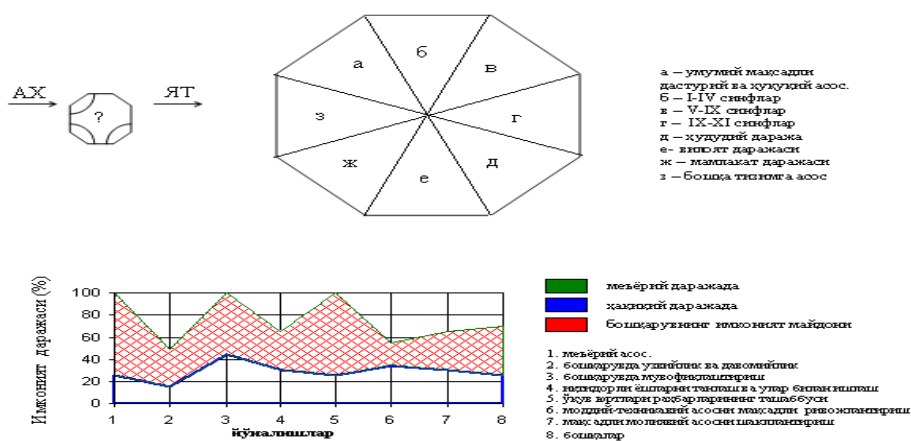 АХ
?
ЯТ
а
б
в
г
д
е
ж
з
а – умумий мақсадли
дастурий ва ҳуқуқий асос.
б – I-IV синфлар
в – V-IX синфлар
г – IX-XI синфлар
д – ҳудудий даража
е- вилоят даражаси
ж – мамлакат даражаси
з – бошқа тизимга асос
Имконият даражаси (%)
100
80
60
40
20
0
1 2 3 4 5 6 7 8
йўналишлар
меъёрий даражада
ҳақиқий даражада
бошқарувнинг имконият майдони
1. меъёрий асос.
2. бошқарувда узвийлик ва давомийлик
3. бошқарувда мувофиқлаштириш
4. иқтидорли ёшларни танлаш ва улар билан ишлаш
5. ўқув юртлари раҳбарларининг ташаббуси
6. моддий-техникавий асосни мақсадли ривожлантириш
7. мақсадли молиявий асосни шакллантириш
8. бошқалар